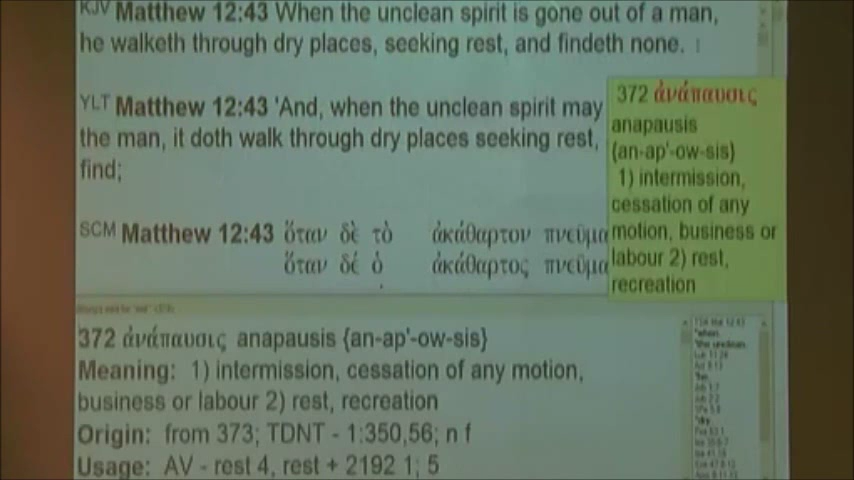 KJV Matthew 12:43 When the unclean spirit is gone out of a man,
he walketh through dry places, seeking rest, and findeth none.
YLT Matthew 12:43 'And, when the unclean spirit may
the man, it doth walk through dry places seeking rest,
find;
SCM Matthew 12:43 ὅταν δὲ τὸ ἀκάθαρτον πνεῦμα
ὅταν δέ ὁ ἀκάθαρτος πνεῦμα
372 ἀνάπαυσις
anapausis
{an-ap'-ow-sis}
1) intermission,
cessation of any
motion, business or
labour 2) rest,
recreation
372 ἀνάπαυσις anapausis {an-ap'-ow-sis}
Meaning: 1) intermission, cessation of any motion,
business or labour 2) rest, recreation
Origin: from 373; TDNT - 1:350,56; n f
Usage: AV - rest 4, rest + 2192 1; 5
"when
"the unclean